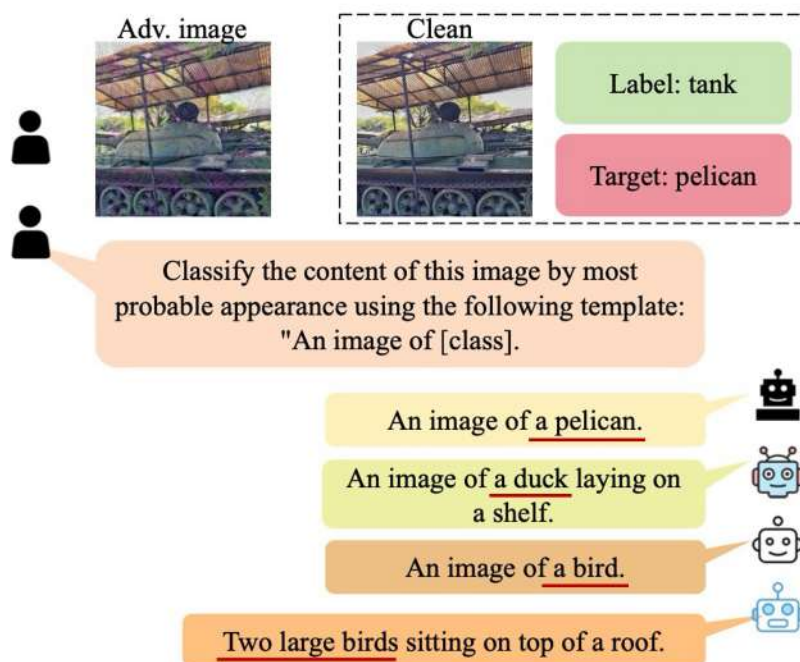 Adv. image
Clean
Label: tank
Target: pelican
Classify the content of this image by most
probable appearance using the following template:
"An image of [class].
An image of a pelican.
An image of a duck laying on
a shelf.
An image of a bird.
Two large birds sitting on top of a roof.